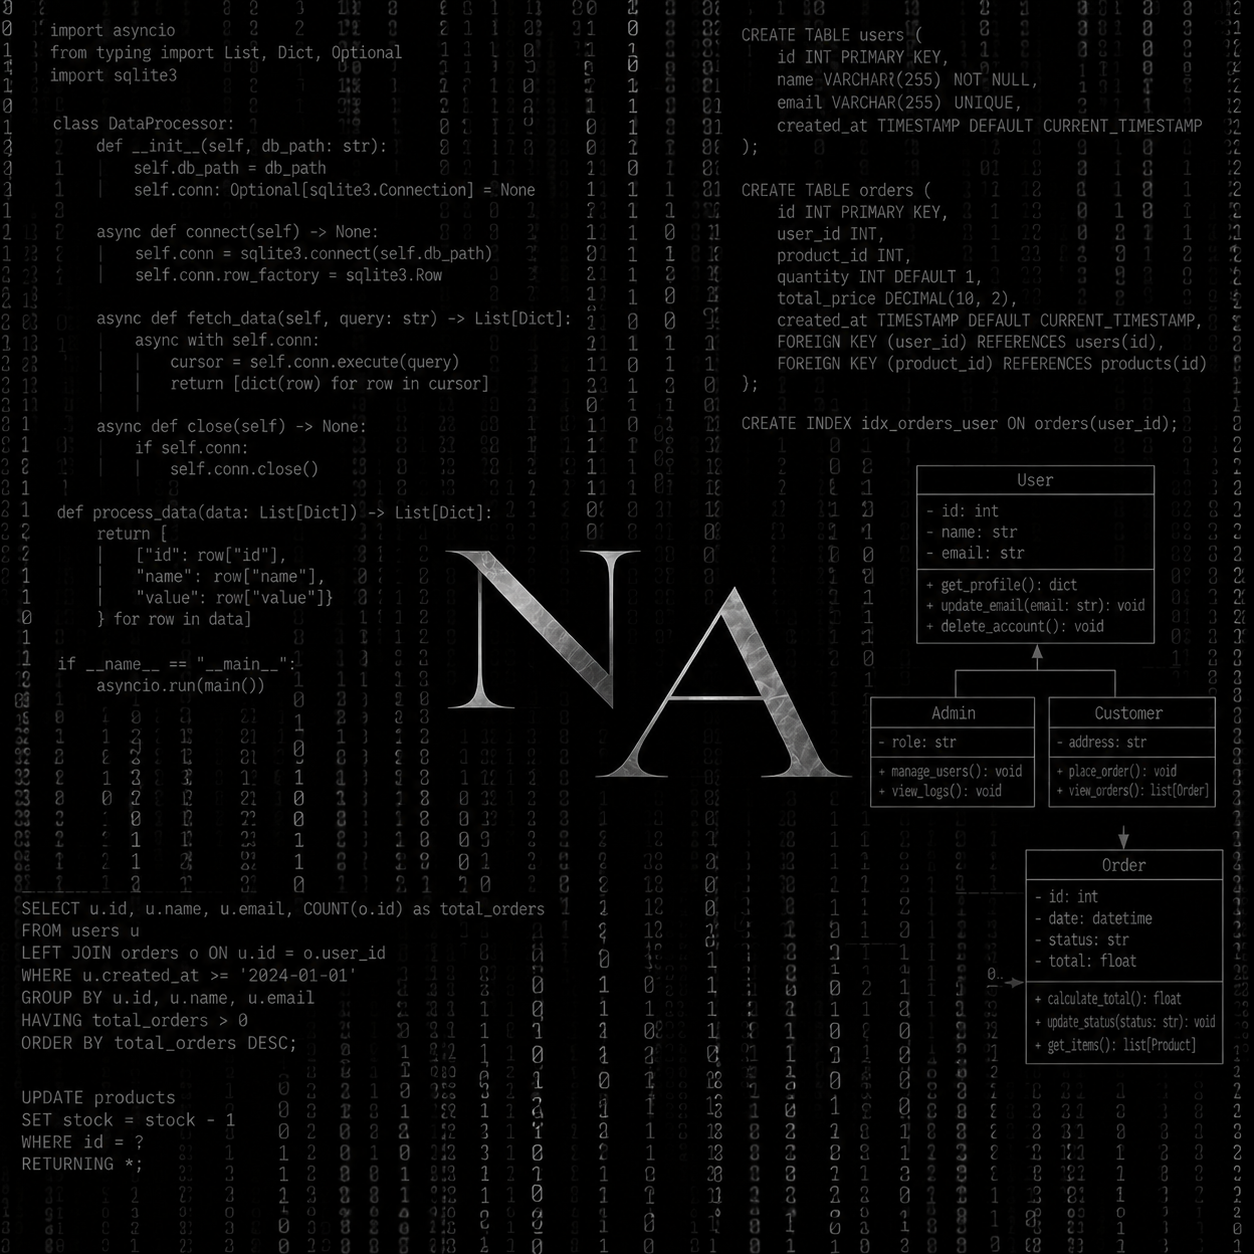 import asyncio
from typing import List, Dict, Optional
import sqlite3
class DataProcessor:
def __init__(self, db_path: str):
self.db_path = db_path
self.conn: Optional[sqlite3.Connection] = None
async def connect(self) -> None:
self.conn = sqlite3.connect(self.db_path)
self.conn.row_factory = sqlite3.Row
async def fetch_data(self, query: str) -> List[Dict]:
async with self.conn:
cursor = self.conn.execute(query)
return [dict(row) for row in cursor]
async def close(self) -> None:
if self.conn:
self.conn.close()
def process_data(data: List[Dict]) -> List[Dict]:
return [
["id": row["id"],
"name": row["name"],
"value": row["value"]}
} for row in data]
if __name__ == "__main__":
asyncio.run(main())
SELECT u.id, u.name, u.email, COUNT(o.id) as total_orders
FROM users u
LEFT JOIN orders o ON u.id = o.user_id
WHERE u.created_at >= '2024-01-01'
GROUP BY u.id, u.name, u.email
HAVING total_orders > 0
ORDER BY total_orders DESC;
UPDATE products
SET stock = stock - 1
WHERE id = ?
RETURNING *;
NA
CREATE TABLE users (
id INT PRIMARY KEY,
name VARCHAR(255) NOT NULL,
email VARCHAR(255) UNIQUE,
created_at TIMESTAMP DEFAULT CURRENT_TIMESTAMP
);
CREATE TABLE orders (
id INT PRIMARY KEY,
user_id INT,
product_id INT,
quantity INT DEFAULT 1,
total_price DECIMAL(10, 2),
created_at TIMESTAMP DEFAULT CURRENT_TIMESTAMP,
FOREIGN KEY (user_id) REFERENCES users(id),
FOREIGN KEY (product_id) REFERENCES products(id)
);
CREATE INDEX idx_orders_user ON orders(user_id);
User
- id: int
- name: str
- email: str
+ get_profile(): dict
+ update_email(email: str): void
+ delete_account(): void
Admin
- role: str
+ manage_users(): void
+ view_logs(): void
Customer
- address: str
+ place_order(): void
+ view_orders(): list[Order]
Order
- id: int
- date: datetime
- status: str
- total: float
0..
+ calculate_total(): float
+ update_status(status: str): void
+ get_items(): list[Product]